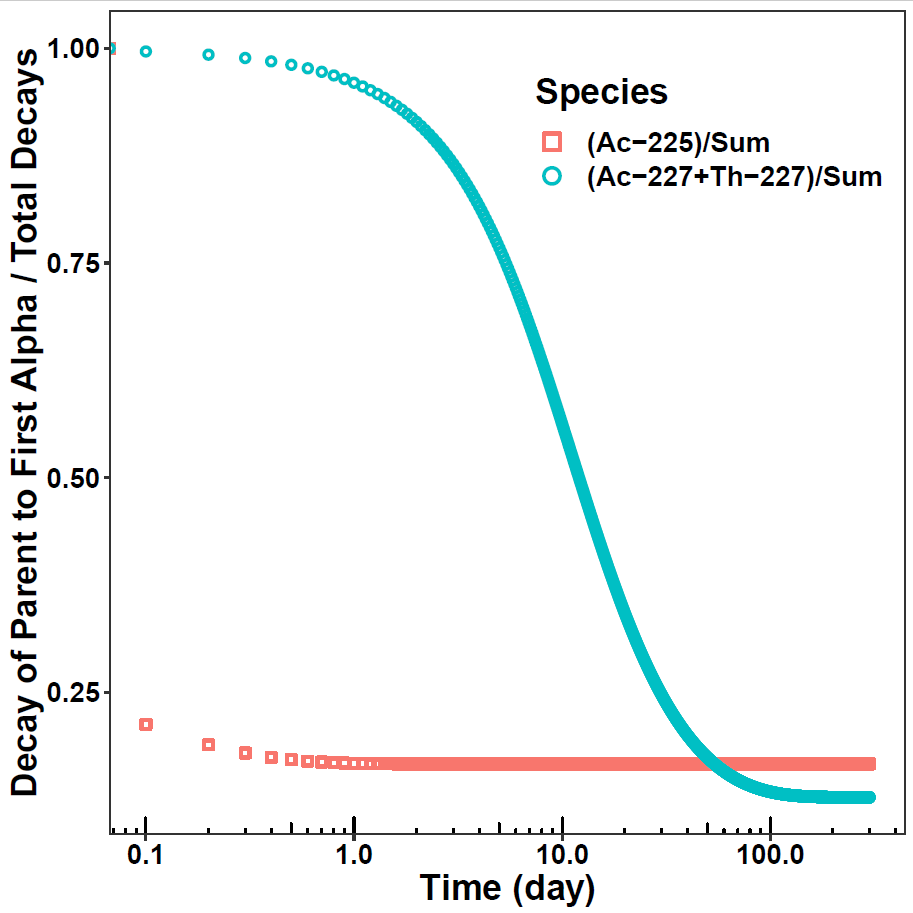 Decay of Parent to First Alpha / Total Decays
1.00
0.75
0.50
0.25
Species
(Ac−225)/Sum
(Ac−227+Th−227)/Sum
0.1
1.0
10.0
100.0
Time (day)